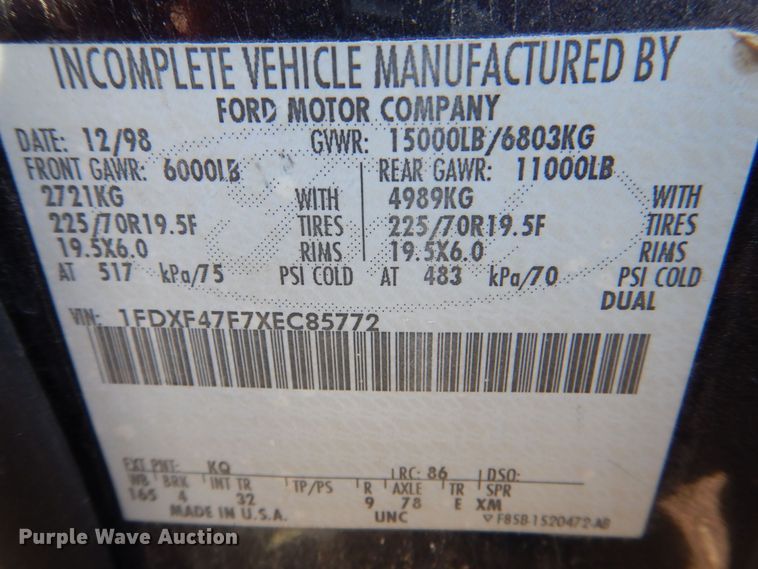 INCOMPLETE VEHICLE MANUFACTURED BY
FORD MOTOR COMPANY
DATE: 12/98 GVWR: 15000LB/6803KG
FRONT GAWR: 6000LB REAR GAWR: 11000LB
2721KG WITH 4989KG WITH
225/70R19.5F TIRES 225/70R19.5F TIRES
19.5X6.0 RIMS 19.5X6.0 RIMS
AT 517 kPa/75 PSI COLD AT 483 kPa/70 PSI COLD
DUAL
VIN: 1FDXF47F7XEC85772
EXT PNT: KQ RC: 86 DSO:
WB BRK INT TR TP/PS R AXLE TR SPR
165 4 32 9 78 E XM
MADE IN U.S.A. UNC ▽ F85B-1520472-AB
Purple Wave Auction